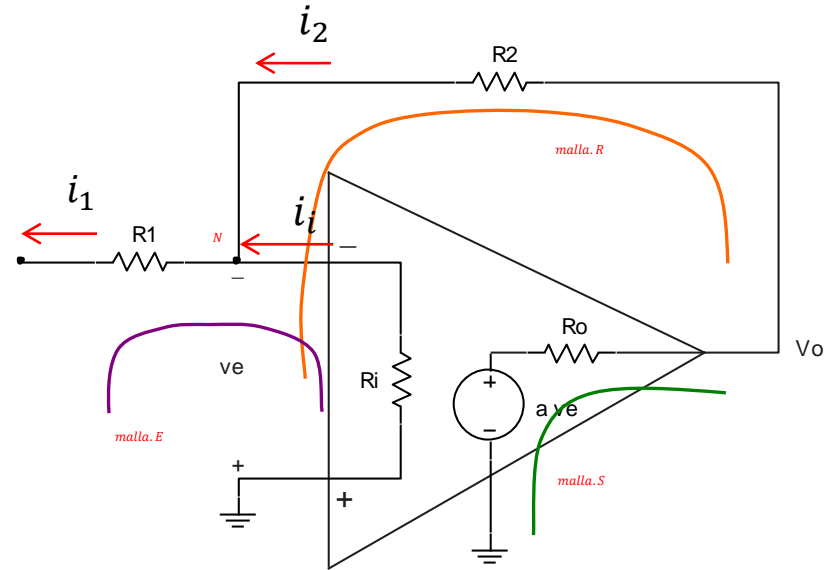 i₂
R2
malla.R
i₁
R1
N
iᵢ
–
–
Ro
Vo
ve
Ri
+
a ve
–
malla.E
+
+
malla.S